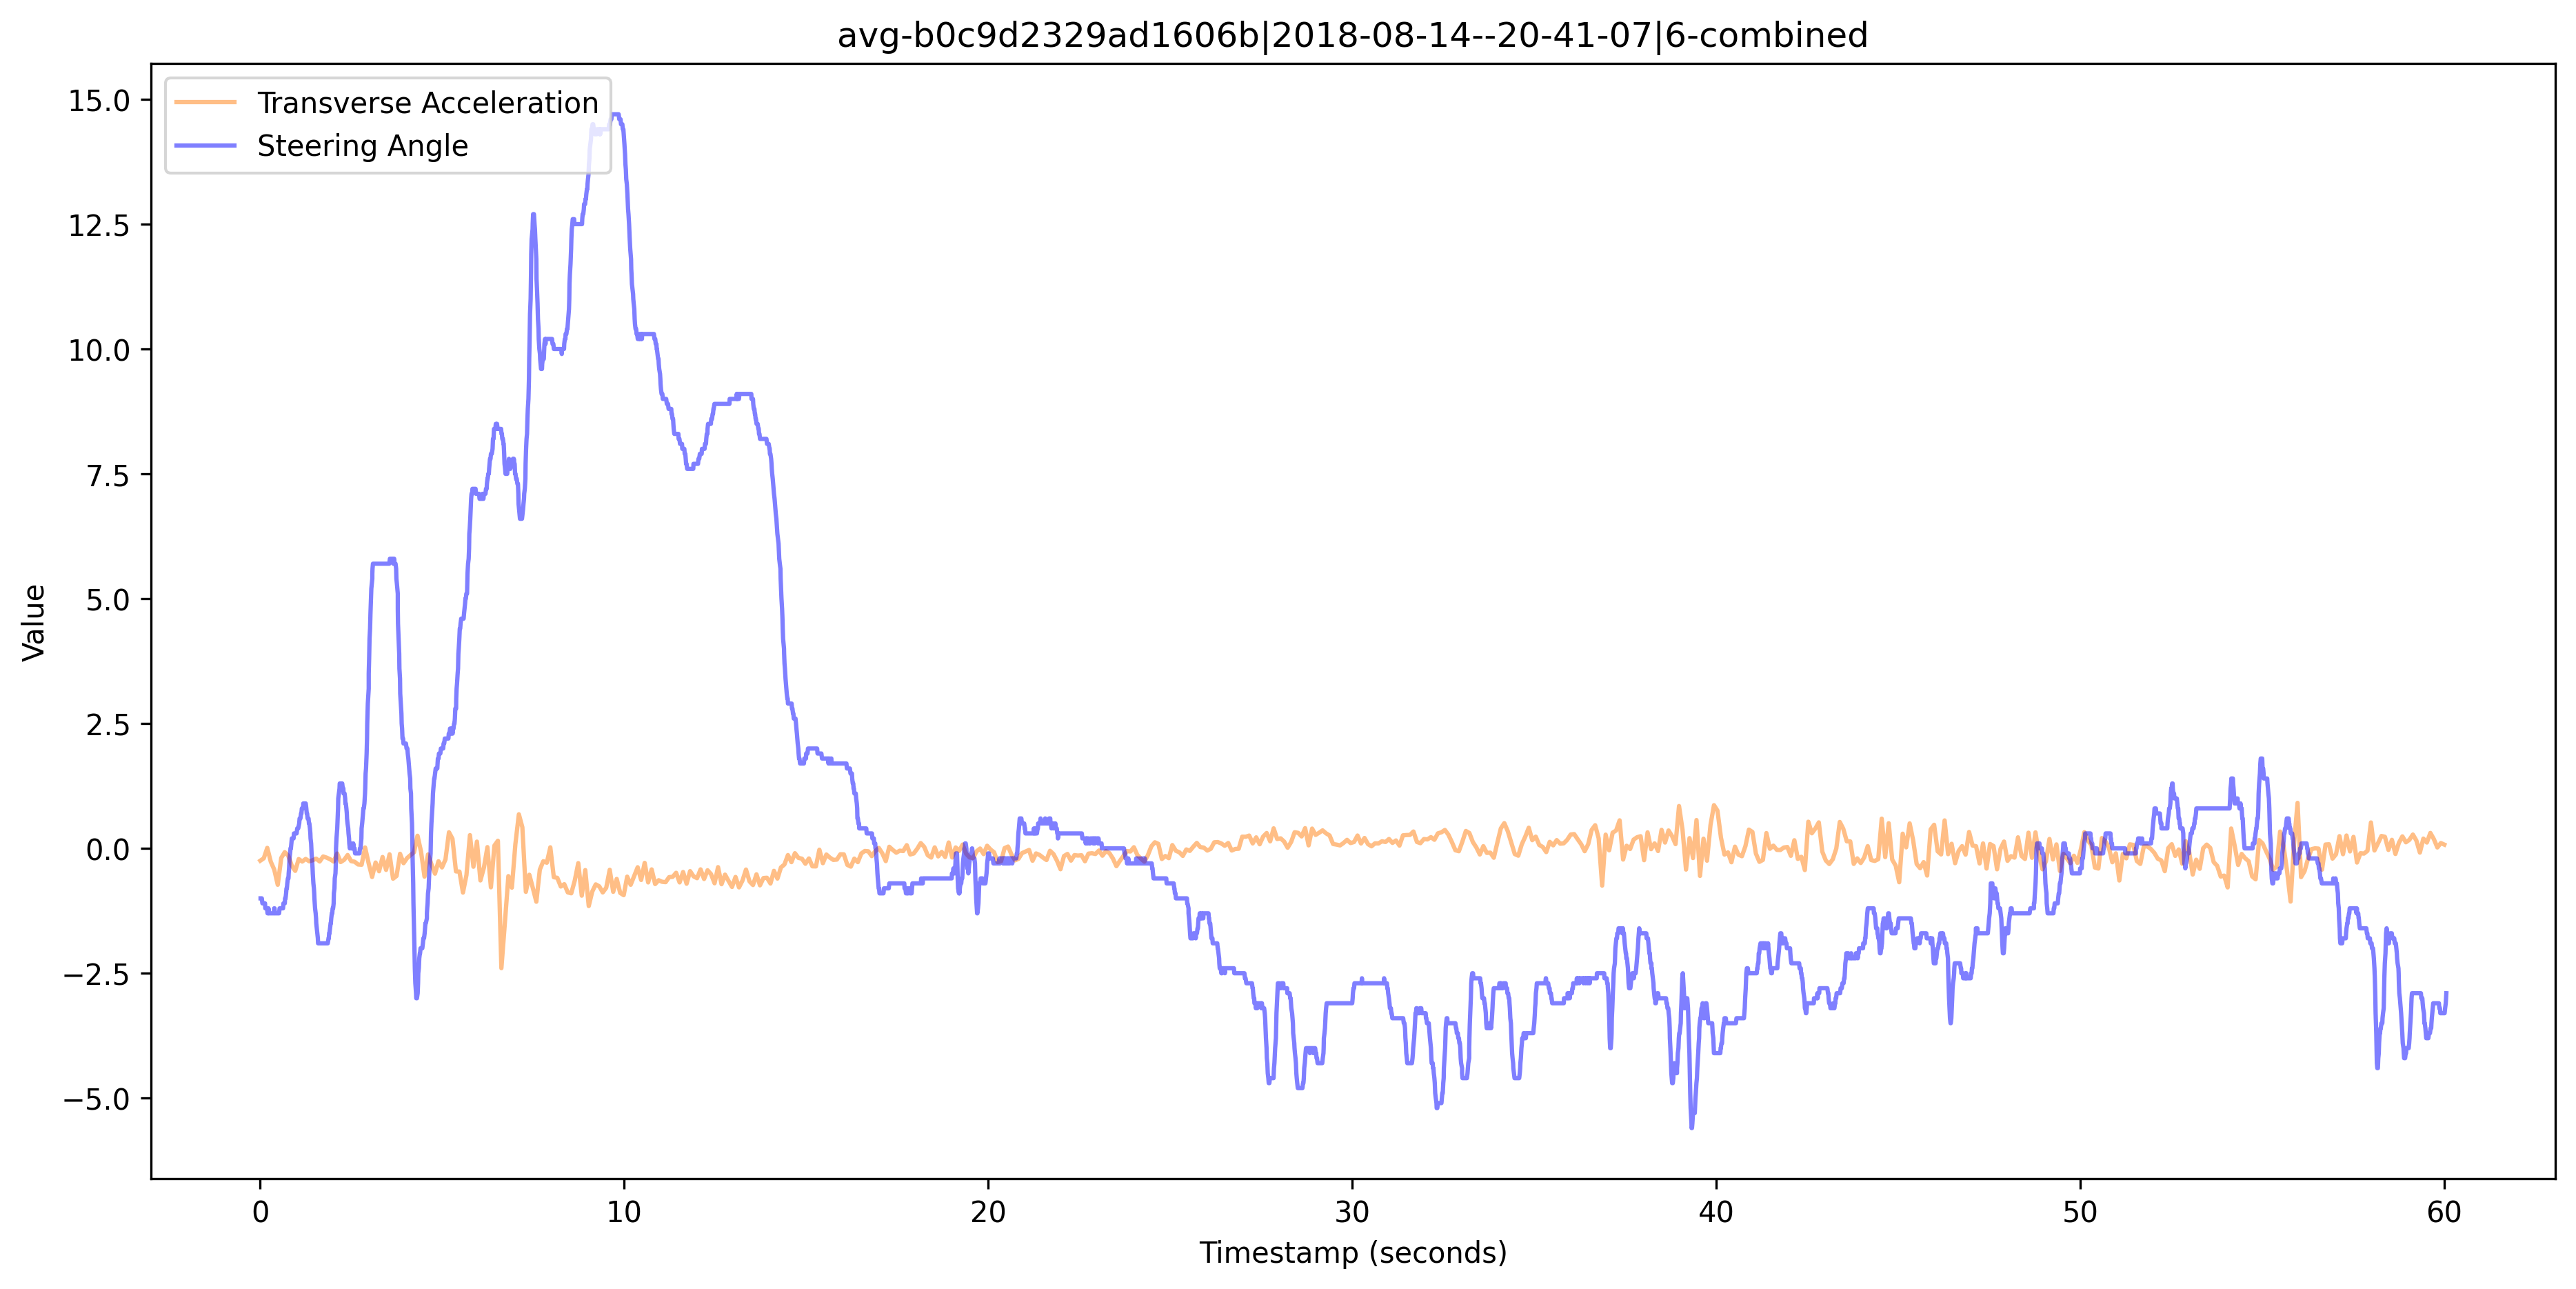 avg-b0c9d2329ad1606b|2018-08-14--20-41-07|6-combined
Transverse Acceleration
Steering Angle
15.0
12.5
10.0
7.5
5.0
2.5
0.0
−2.5
−5.0
Value
0 10 20 30 40 50 60
Timestamp (seconds)